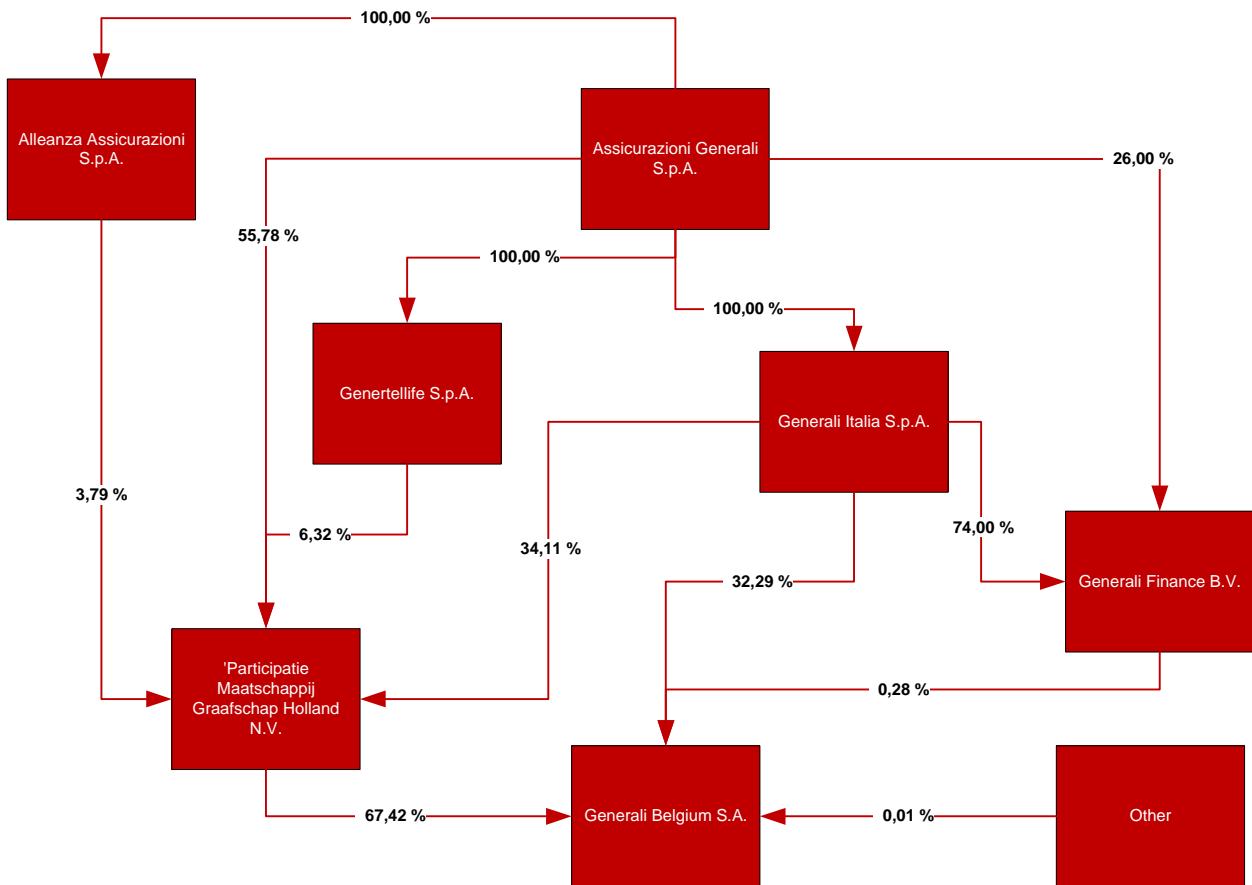 100,00 %
Alleanza Assicurazioni
S.p.A.
Assicurazioni Generali
S.p.A.
26,00 %
55,78 %
100,00 %
100,00 %
Genertellife S.p.A.
Generali Italia S.p.A.
3,79 %
6,32 %
34,11 %
74,00 %
32,29 %
Generali Finance B.V.
'Participatie
Maatschappij
Graafschap Holland
N.V.
0,28 %
67,42 %
Generali Belgium S.A.
0,01 %
Other